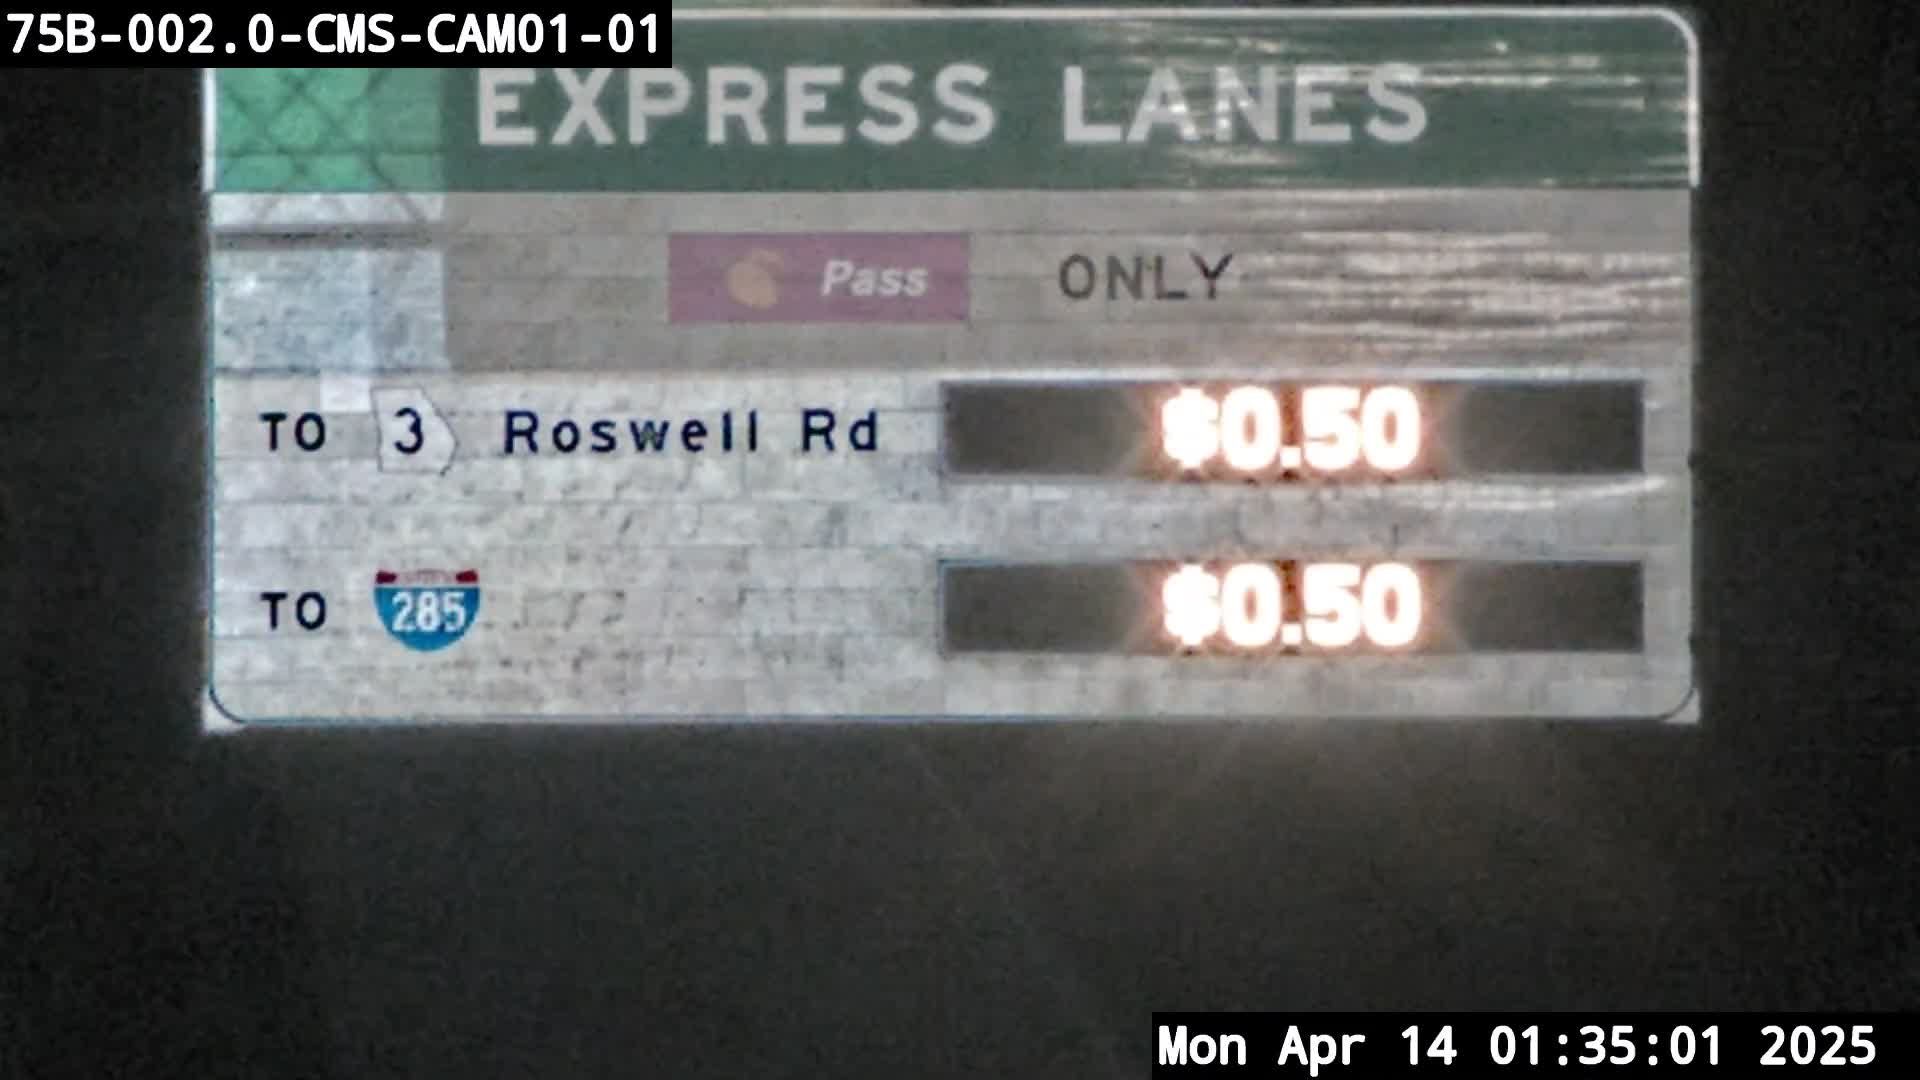 75B-002.0-CMS-CAM01-01
EXPRESS LANES
Pass ONLY
TO 3 Roswell Rd $0.50
TO 285 $0.50
Mon Apr 14 01:35:01 2025